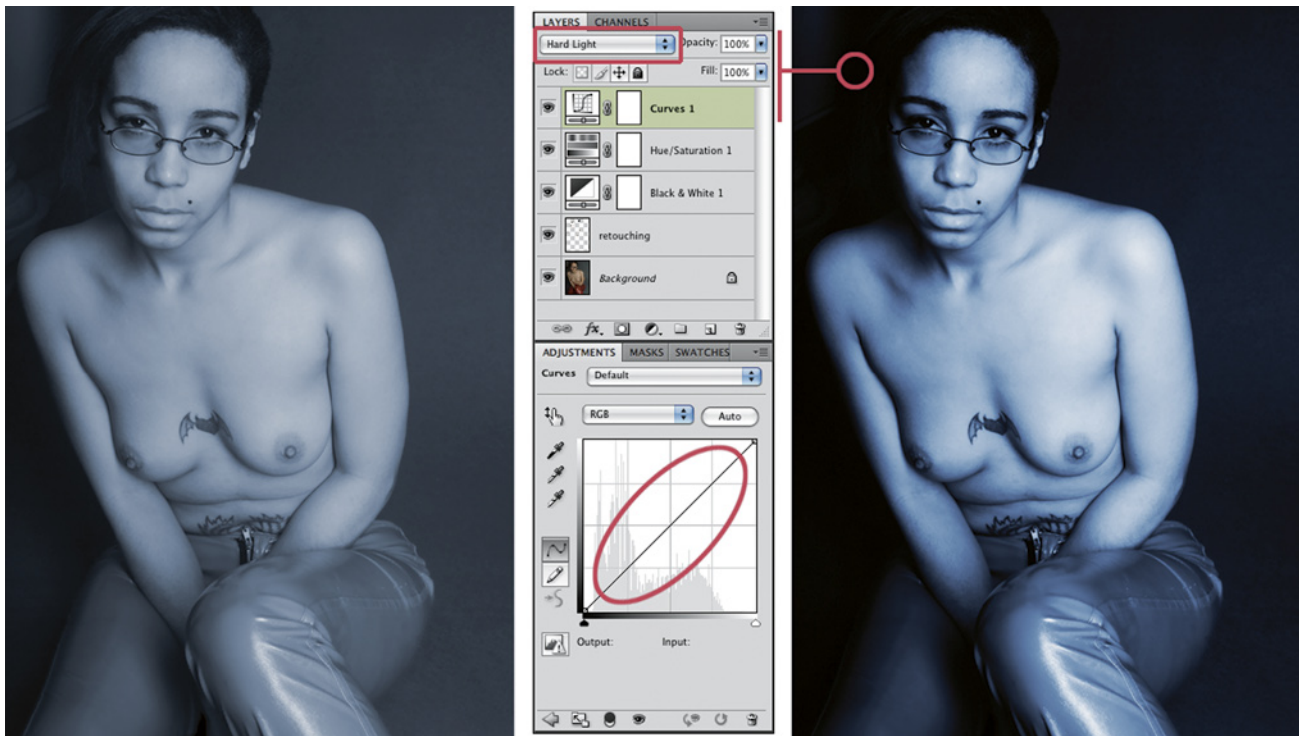 LAYERS CHANNELS
Hard Light Opacity: 100%
Lock: Fill: 100%
Curves 1
Hue/Saturation 1
Black & White 1
retouching
Background
fx.
ADJUSTMENTS MASKS SWATCHES
Curves Default
RGB Auto
Output: Input: